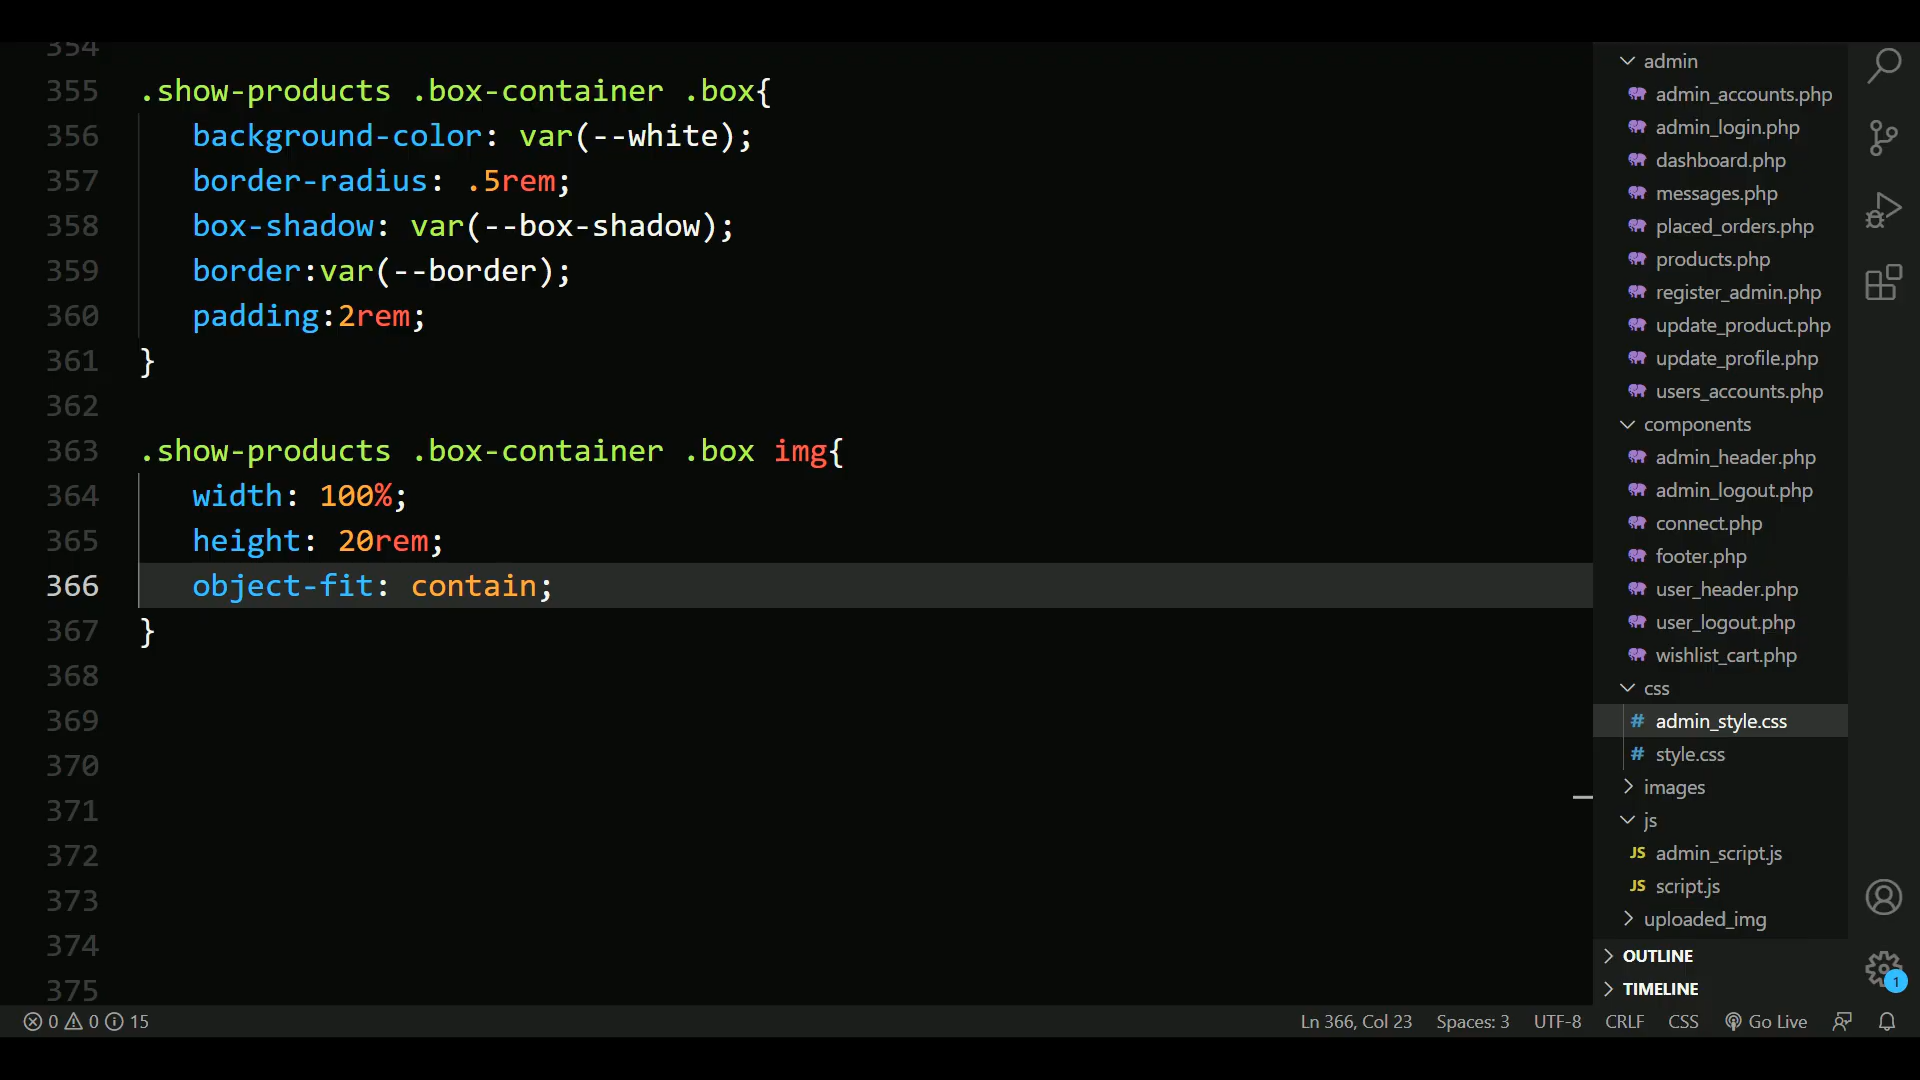 354
355 .show-products .box-container .box{
356 background-color: var(--white);
357 border-radius: .5rem;
358 box-shadow: var(--box-shadow);
359 border:var(--border);
360 padding:2rem;
361 }
362
363 .show-products .box-container .box img{
364 width: 100%;
365 height: 20rem;
366 object-fit: contain;
367 }
368
369
370
371
372
373
374
375
admin
admin_accounts.php
admin_login.php
dashboard.php
messages.php
placed_orders.php
products.php
register_admin.php
update_product.php
update_profile.php
users_accounts.php
components
admin_header.php
admin_logout.php
connect.php
footer.php
user_header.php
user_logout.php
wishlist_cart.php
css
# admin_style.css
# style.css
images
js
JS admin_script.js
JS script.js
uploaded_img
OUTLINE
TIMELINE
1
0 0 15 Ln 366, Col 23 Spaces: 3 UTF-8 CRLF CSS Go Live